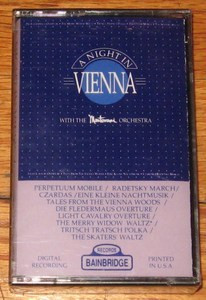 A NIGHT IN
VIENNA
WITH THE Mantovani ORCHESTRA
PERPETUUM MOBILE / RADETSKY MARCH /
CZARDAS / EINE KLEINE NACHTMUSIK /
TALES FROM THE VIENNA WOODS /
DIE FLEDERMAUS OVERTURE /
LIGHT CAVALRY OVERTURE /
THE MERRY WIDOW WALTZ /
TRITSCH TRATSCH POLKA /
THE SKATERS' WALTZ
DIGITAL
RECORDING
RECORDS
BAINBRIDGE
PRINTED
IN U.S.A.